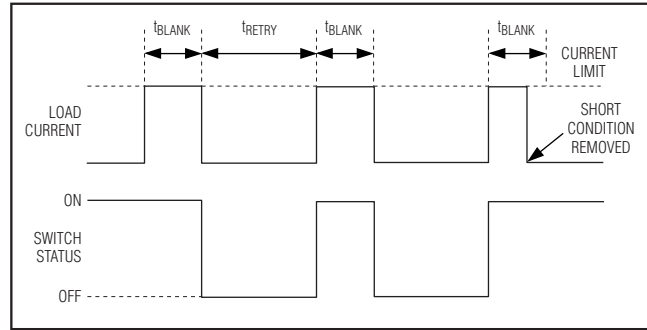 tBLANK
tRETRY
tBLANK
tBLANK
CURRENT
LIMIT
LOAD
CURRENT
SHORT
CONDITION
REMOVED
ON
SWITCH
STATUS
OFF